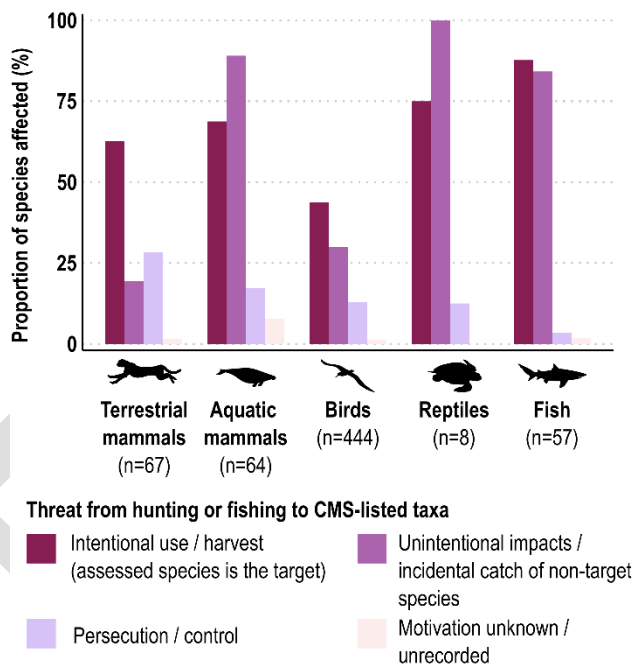 Proportion of species affected (%)
100
75
50
25
0
Terrestrial
mammals
(n=67)
Aquatic
mammals
(n=64)
Birds
(n=444)
Reptiles
(n=8)
Fish
(n=57)
Threat from hunting or fishing to CMS-listed taxa
Intentional use / harvest
(assessed species is the target)
Unintentional impacts /
incidental catch of non-target
species
Persecution / control
Motivation unknown /
unrecorded